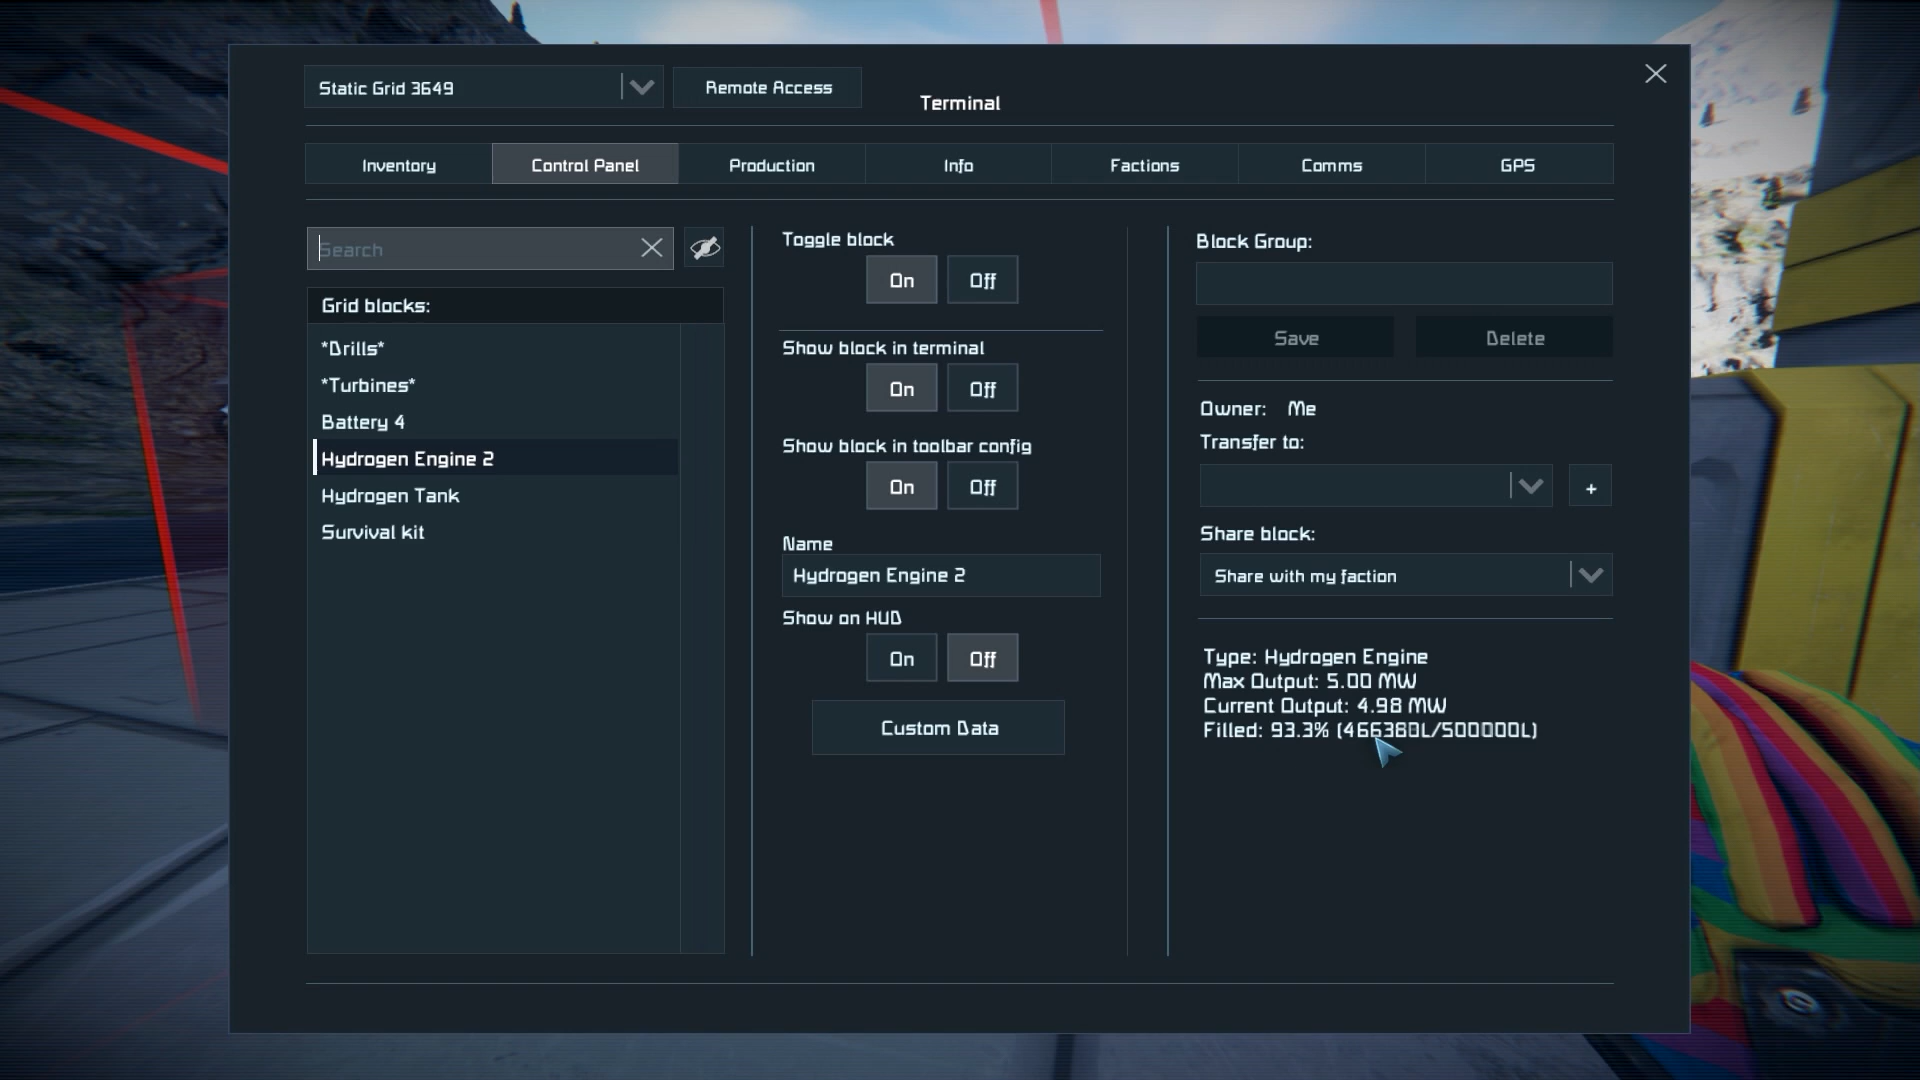 Static Grid 3649
Remote Access
Terminal
Inventory
Control Panel
Production
Info
Factions
Comms
GPS
Search
Grid blocks:
*Drills*
*Turbines*
Battery 4
Hydrogen Engine 2
Hydrogen Tank
Survival kit
Toggle block
On Off
Show block in terminal
On Off
Show block in toolbar config
On Off
Name
Hydrogen Engine 2
Show on HUD
On Off
Custom Data
Block Group:
Save Delete
Owner: Me
Transfer to:
+
Share block:
Share with my faction
Type: Hydrogen Engine
Max Output: 5.00 MW
Current Output: 4.98 MW
Filled: 93.3% (466380L/500000L)